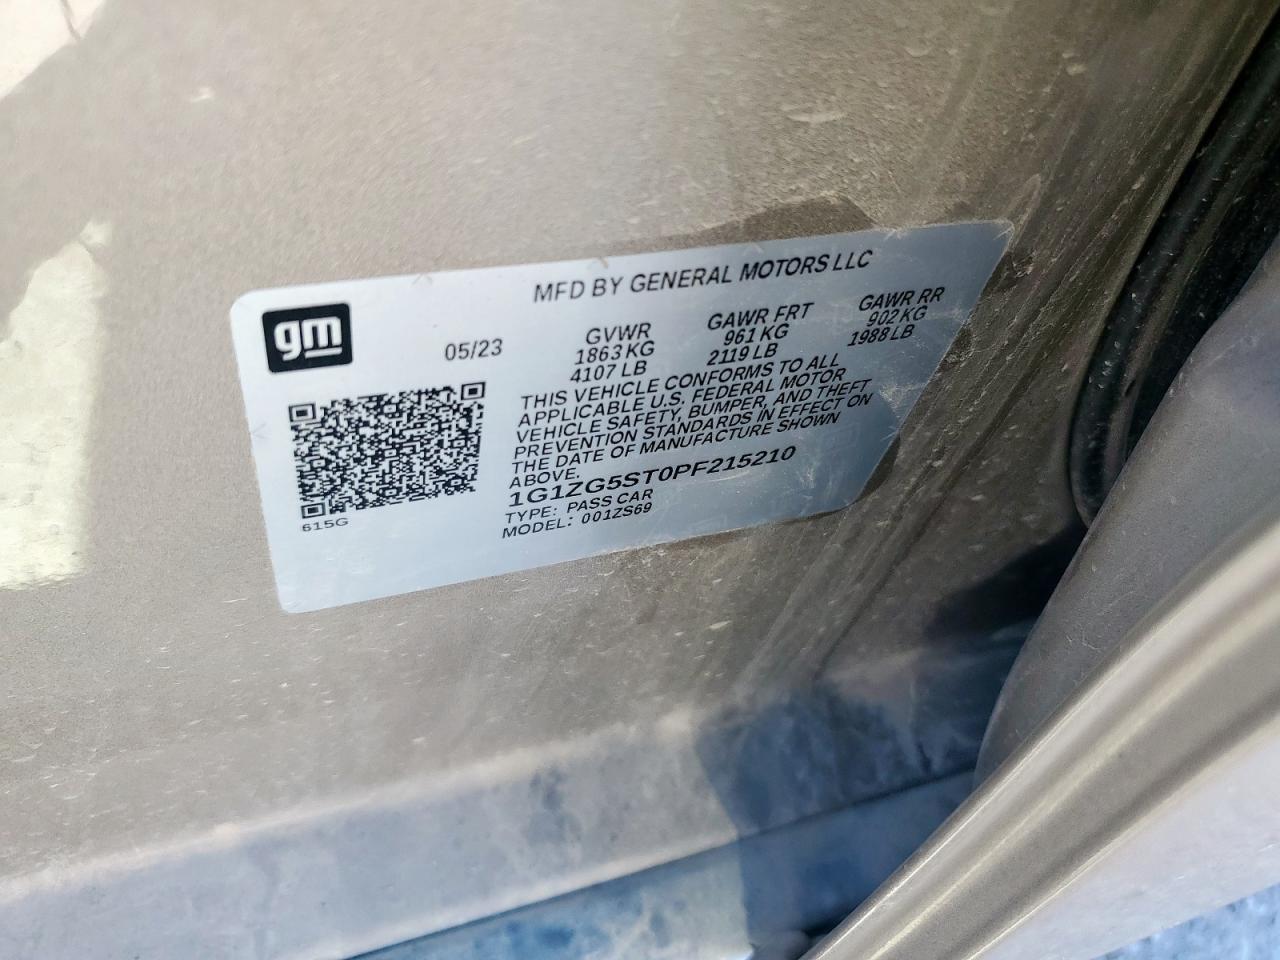 MFD BY GENERAL MOTORS LLC
gm
05/23
GVWR
1863 KG
4107 LB
GAWR FRT
961 KG
2119 LB
GAWR RR
902 KG
1988 LB
THIS VEHICLE CONFORMS TO ALL
APPLICABLE U.S. FEDERAL MOTOR
VEHICLE SAFETY, BUMPER, AND THEFT
PREVENTION STANDARDS IN EFFECT ON
THE DATE OF MANUFACTURE SHOWN
ABOVE.
1G1ZG5ST0PF215210
TYPE: PASS CAR
MODEL: 001ZS69
615G